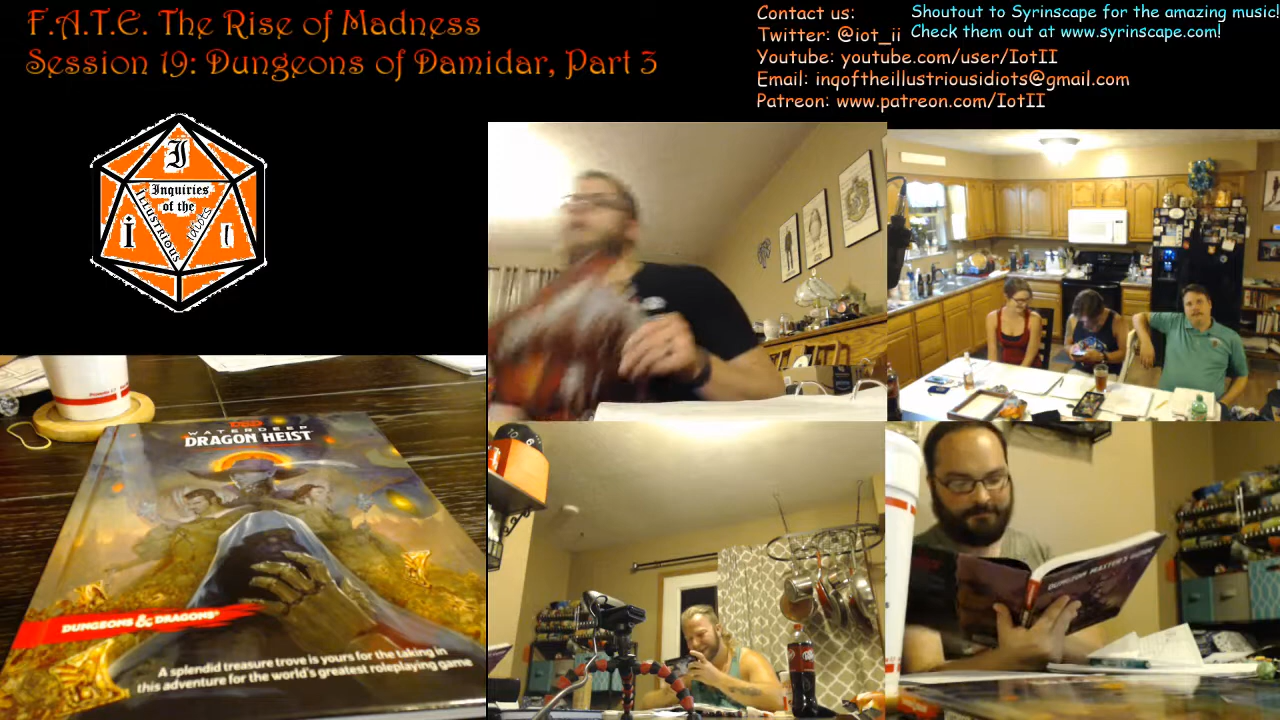 F.A.T.E. The Rise of Madness
Session 19: Dungeons of Damidar, Part 3
Contact us:
Twitter: @iot_ii
Youtube: youtube.com/user/IotII
Email: inqoftheillustriousidiots@gmail.com
Patreon: www.patreon.com/IotII
Shoutout to Syrinscape for the amazing music!
Check them out at www.syrinscape.com!
I
Inquiries
of the
ILLUSTRIOUS
idiots
i
I
WATERDEEP
DRAGON HEIST
DUNGEONS & DRAGONS
A splendid treasure trove is yours for the taking in
this adventure for the world's greatest roleplaying game
DUNGEON MASTER'S